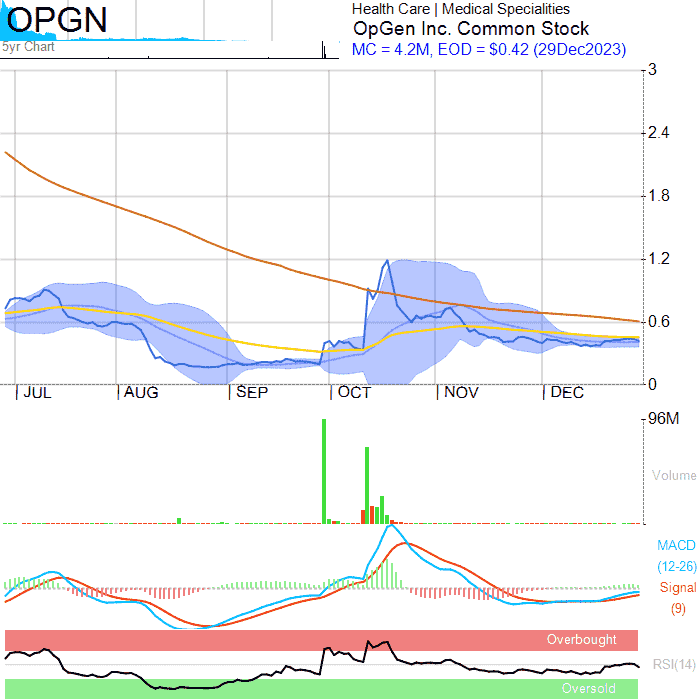 OPGN
5yr Chart
Health Care | Medical Specialities
OpGen Inc. Common Stock
MC = 4.2M, EOD = $0.42 (29Dec2023)
3
2.4
1.8
1.2
0.6
0
JUL AUG SEP OCT NOV DEC
96M
Volume
MACD
(12-26)
Signal
(9)
Overbought
RSI(14)
Oversold